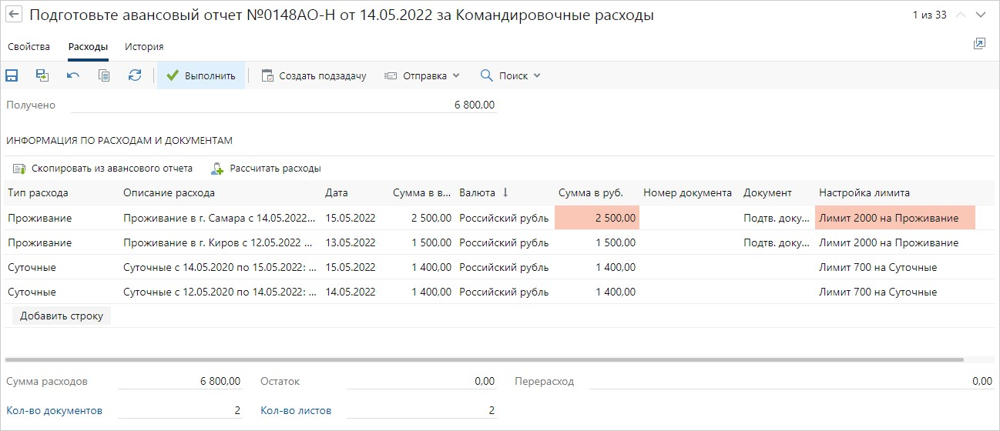 Подготовьте авансовый отчет №0148АО-Н от 14.05.2022 за Командировочные расходы 1 из 33
Свойства Расходы История
Выполнить Создать подзадачу Отправка Поиск
Получено 6 800,00
ИНФОРМАЦИЯ ПО РАСХОДАМ И ДОКУМЕНТАМ
Скопировать из авансового отчета Рассчитать расходы
Тип расхода Описание расхода Дата Сумма в в... Валюта ↓ Сумма в руб. Номер документа Документ Настройка лимита
Проживание Проживание в г. Самара с 14.05.2022... 15.05.2022 2 500,00 Российский рубль 2 500,00 Подтв. доку... Лимит 2000 на Проживание
Проживание Проживание в г. Киров с 12.05.2022 ... 13.05.2022 1 500,00 Российский рубль 1 500,00 Подтв. доку... Лимит 2000 на Проживание
Суточные Суточные с 14.05.2020 по 15.05.2022: ... 15.05.2022 1 400,00 Российский рубль 1 400,00 Лимит 700 на Суточные
Суточные Суточные с 12.05.2020 по 14.05.2022: ... 14.05.2022 1 400,00 Российский рубль 1 400,00 Лимит 700 на Суточные
Добавить строку
Сумма расходов 6 800,00 Остаток 0,00 Перерасход 0,00
Кол-во документов 2 Кол-во листов 2